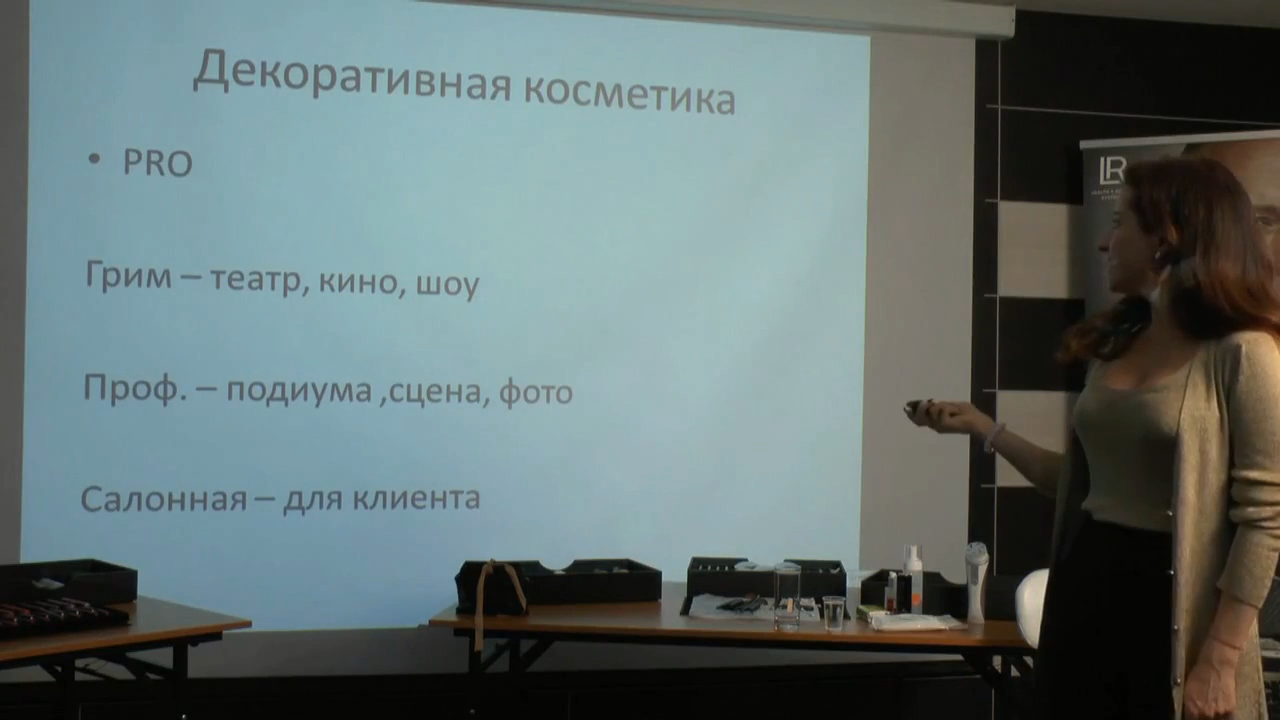 Декоративная косметика
• PRO
Грим – театр, кино, шоу
Проф. – подиума ,сцена, фото
Салонная – для клиента
LR